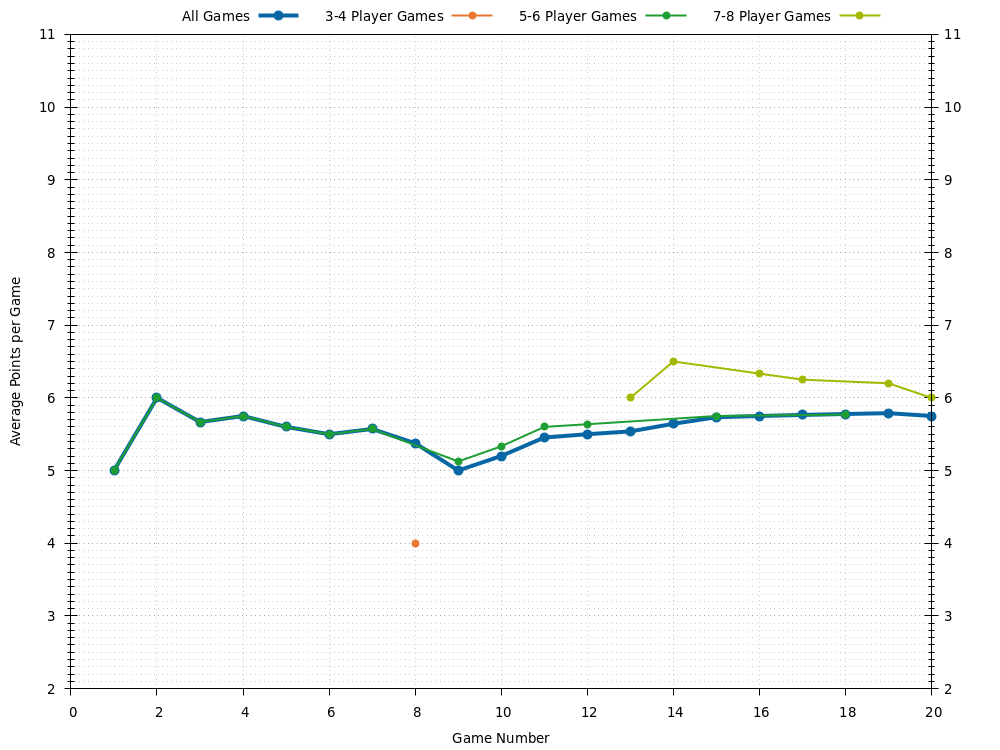 All Games 3-4 Player Games 5-6 Player Games 7-8 Player Games
11 11
10 10
9 9
8 8
7 7
6 6
5 5
4 4
3 3
2 2
Average Points per Game
0 2 4 6 8 10 12 14 16 18 20
Game Number